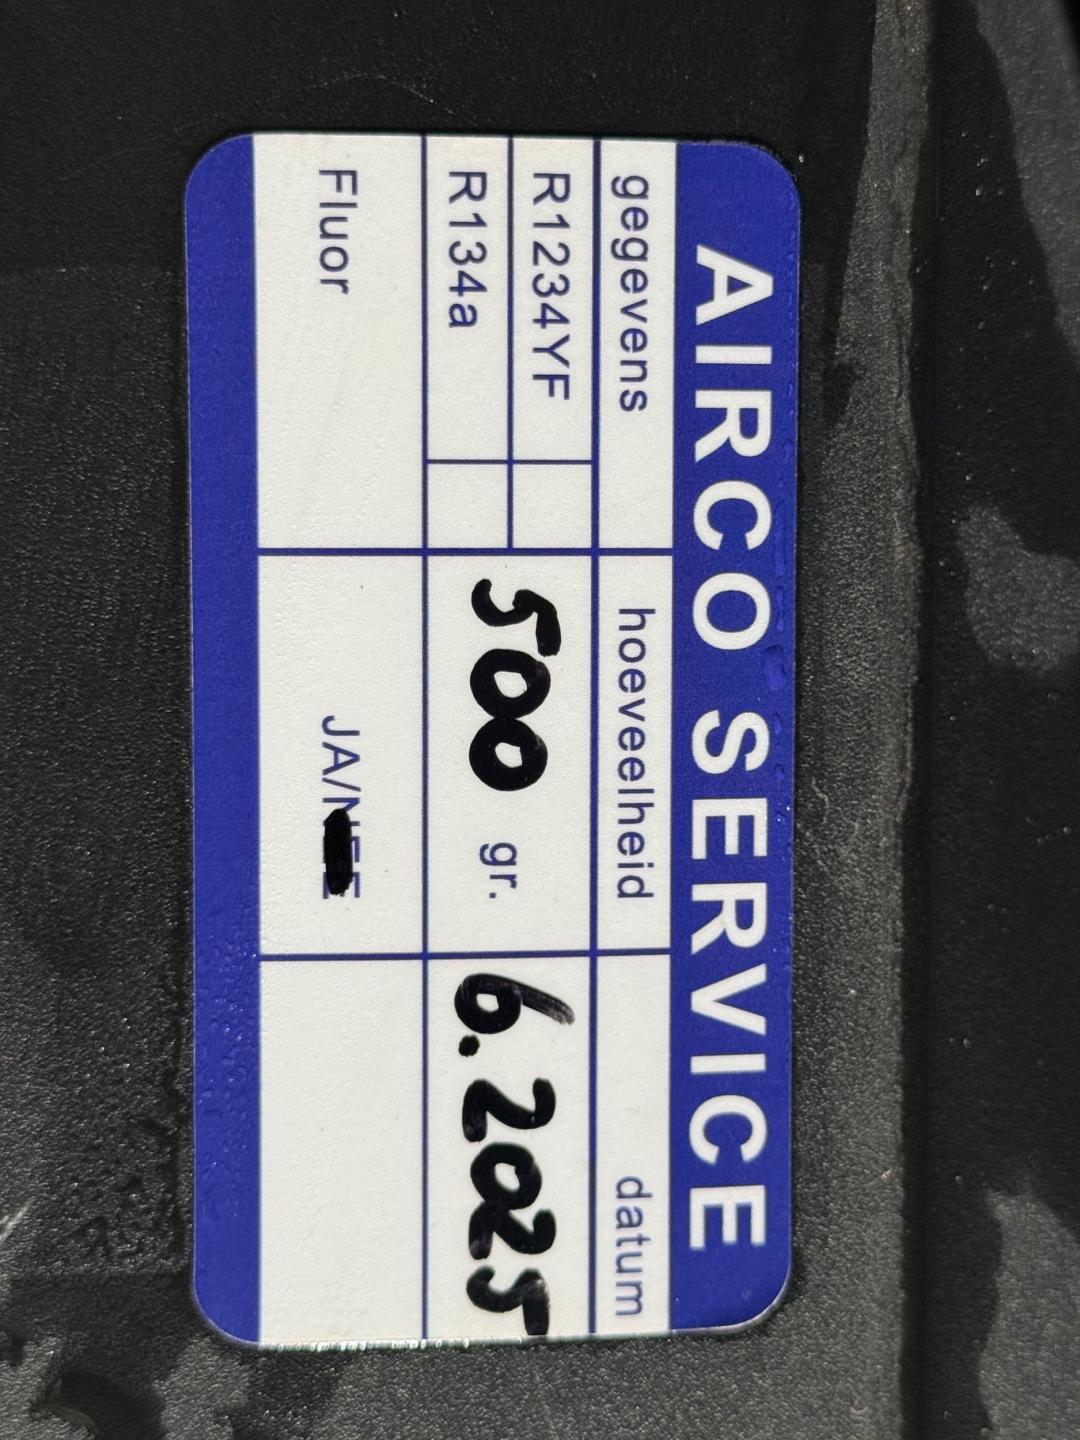 AIRCO SERVICE
gegevens hoeveelheid datum
R1234YF
R134a
500 gr. 6.2025
Fluor JA/NEE